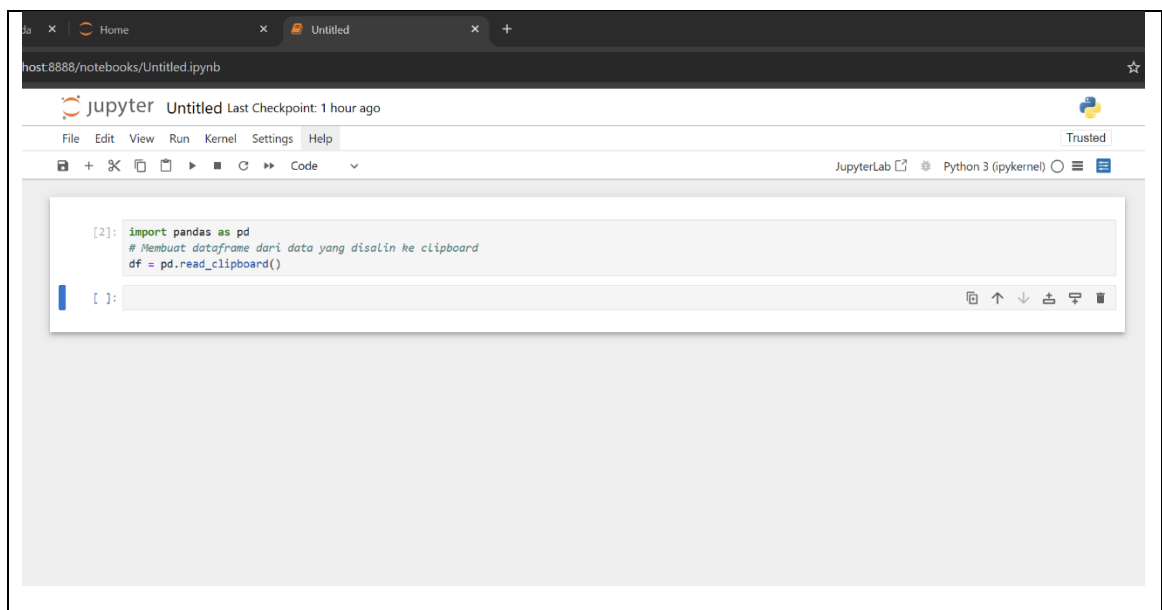 da
Home
Untitled
host:8888/notebooks/Untitled.ipynb
jupyter Untitled Last Checkpoint: 1 hour ago
File Edit View Run Kernel Settings Help Trusted
Code JupyterLab Python 3 (ipykernel)
[2]: import pandas as pd
# Membuat dataframe dari data yang disalin ke clipboard
df = pd.read_clipboard()
[ ]: